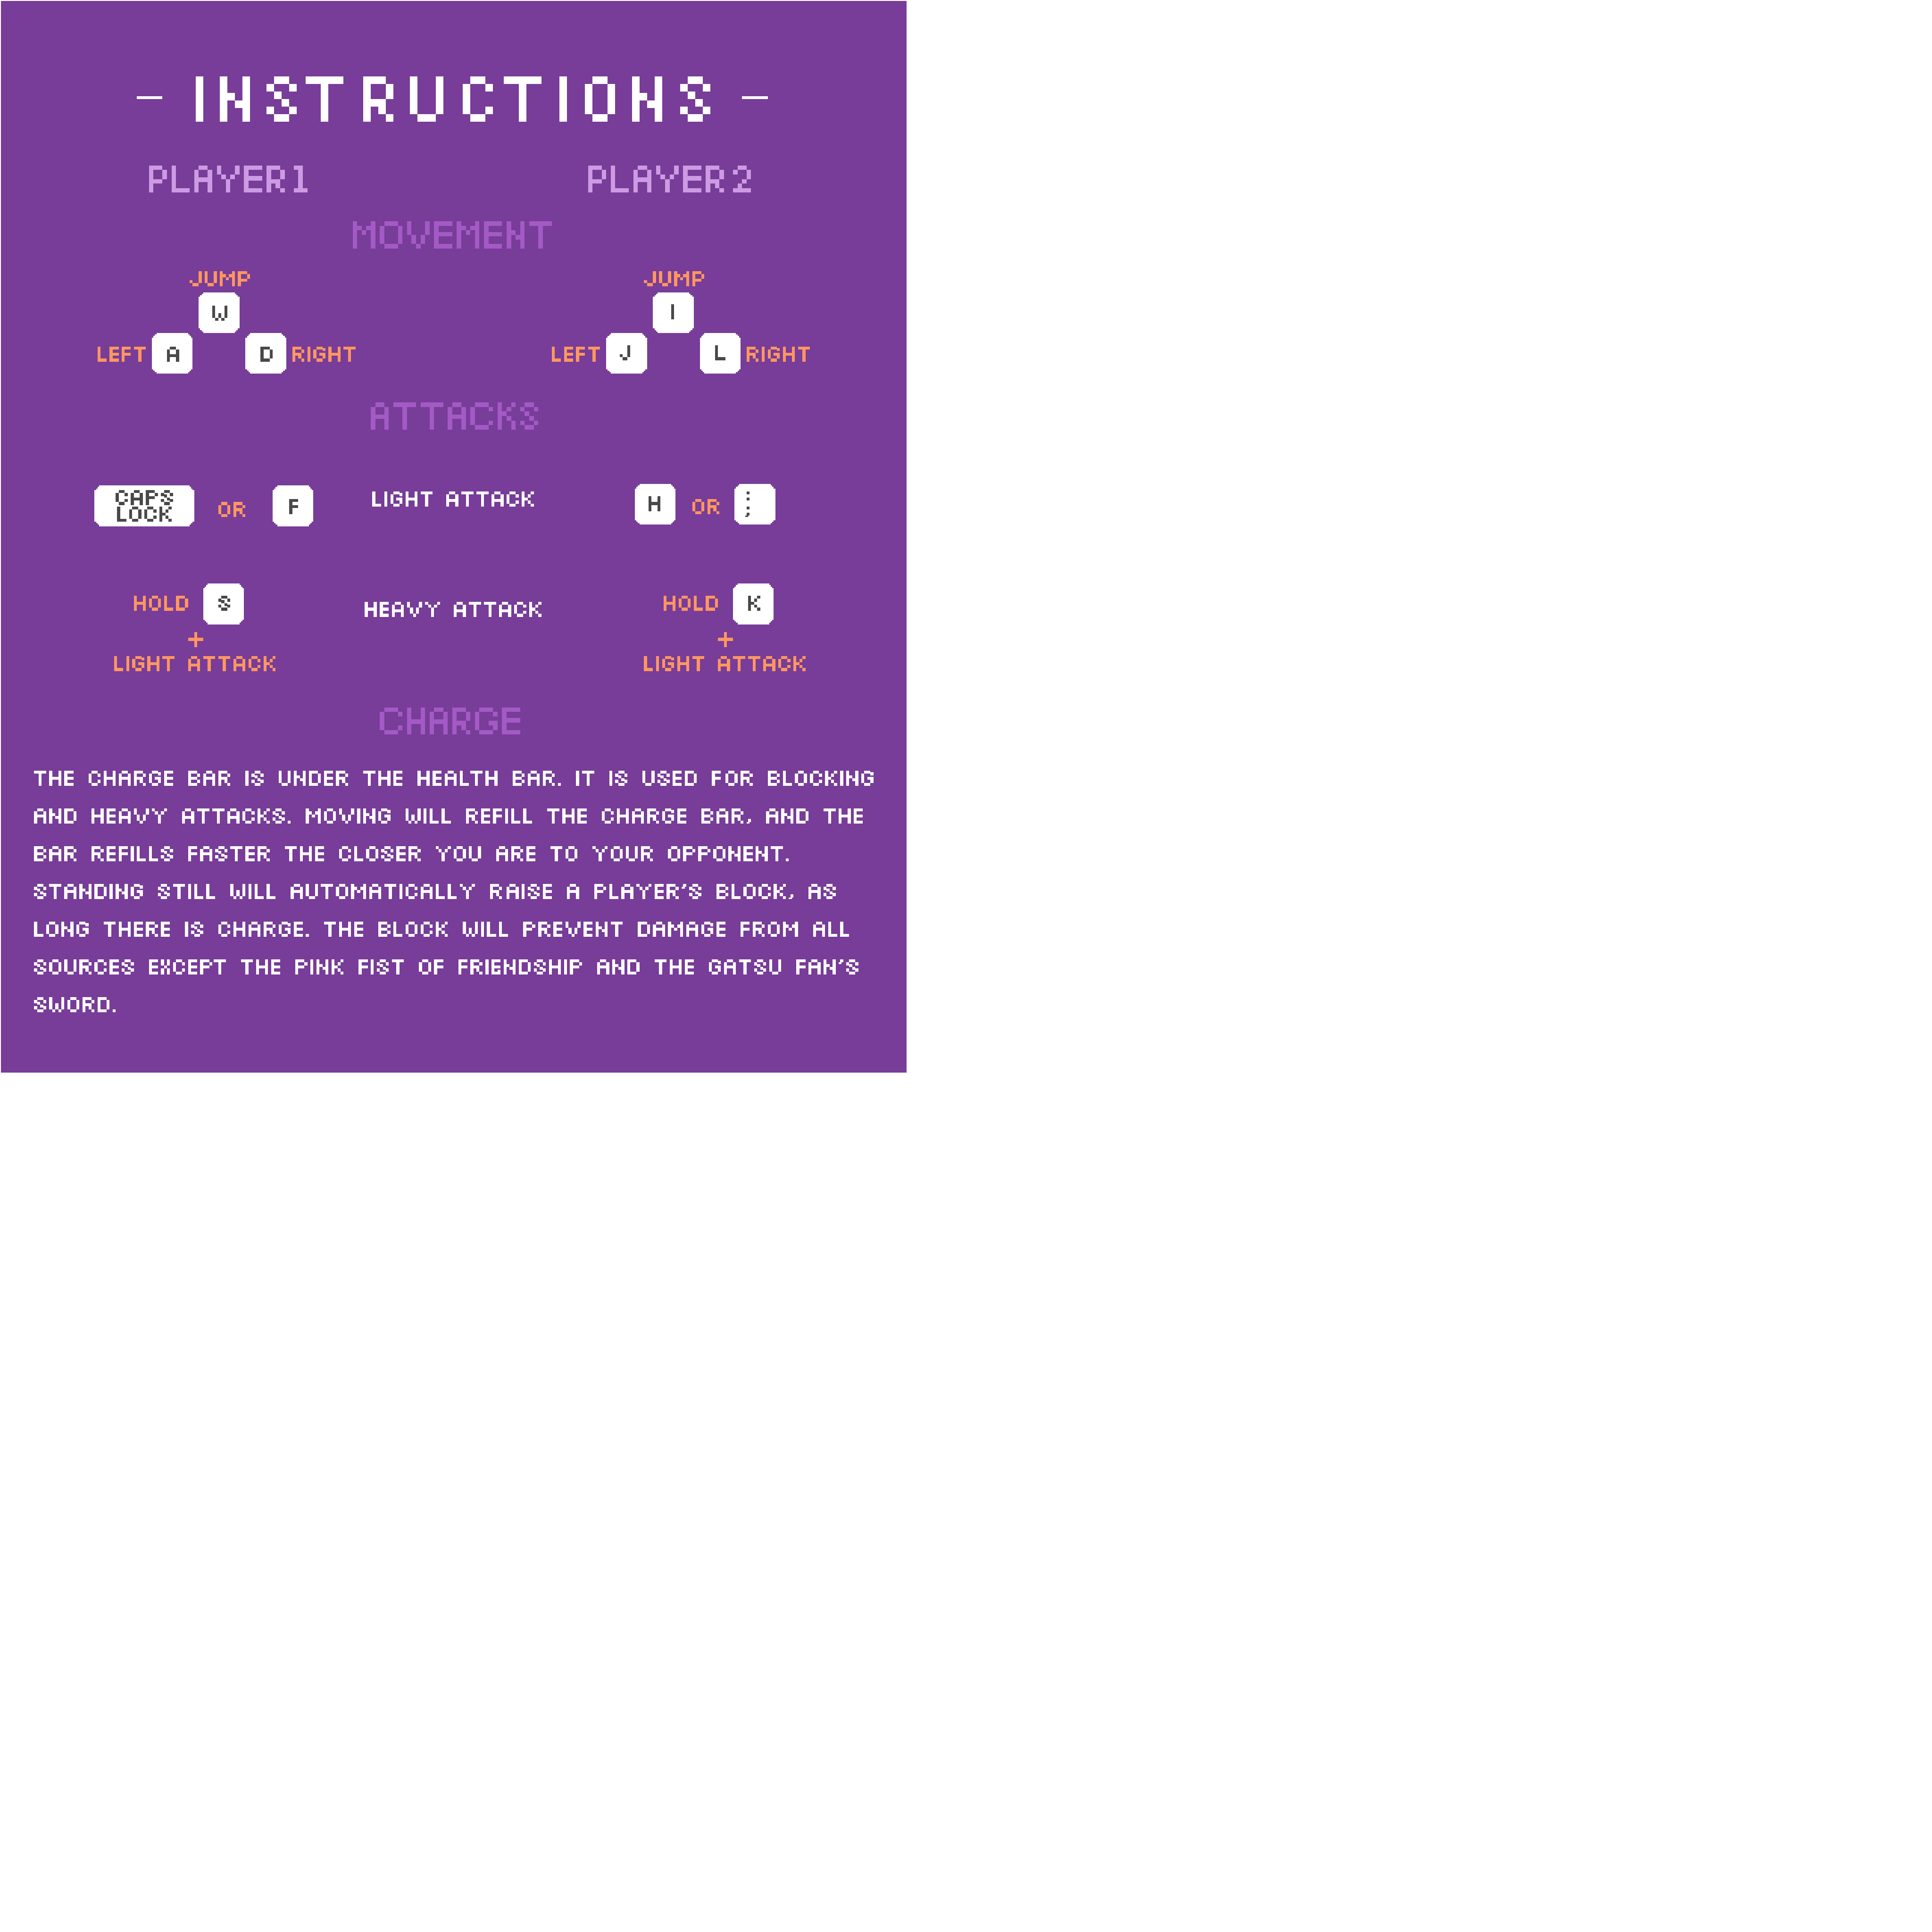 - INSTRUCTIONS -
PLAYER 1 PLAYER 2
MOVEMENT
JUMP JUMP
W I
LEFT A D RIGHT LEFT J L RIGHT
ATTACKS
CAPS LOCK OR F LIGHT ATTACK H OR : ;
HOLD S HEAVY ATTACK HOLD K
+ +
LIGHT ATTACK LIGHT ATTACK
CHARGE
THE CHARGE BAR IS UNDER THE HEALTH BAR. IT IS USED FOR BLOCKING
AND HEAVY ATTACKS. MOVING WILL REFILL THE CHARGE BAR, AND THE
BAR REFILLS FASTER THE CLOSER YOU ARE TO YOUR OPPONENT.
STANDING STILL WILL AUTOMATICALLY RAISE A PLAYER'S BLOCK, AS
LONG THERE IS CHARGE. THE BLOCK WILL PREVENT DAMAGE FROM ALL
SOURCES EXCEPT THE PINK FIST OF FRIENDSHIP AND THE GATSU FAN'S
SWORD.